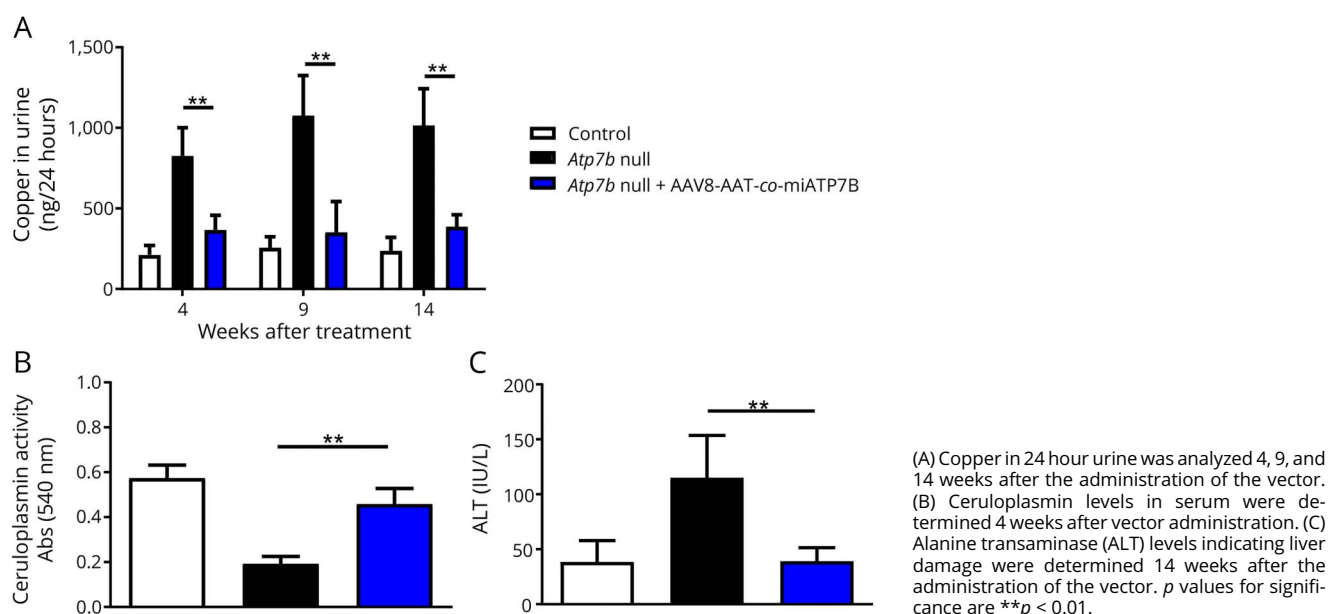 A
1,500
1,000
500
0
Copper in urine
(ng/24 hours)
**
**
**
4
9
14
Weeks after treatment
Control
Atp7b null
Atp7b null + AAV8-AAT-co-miATP7B
B
1.0
0.8
0.6
0.4
0.2
0.0
Ceruloplasmin activity
Abs (540 nm)
**
C
200
150
100
50
0
ALT (IU/L)
**
(A) Copper in 24 hour urine was analyzed 4, 9, and
14 weeks after the administration of the vector.
(B) Ceruloplasmin levels in serum were de-
termined 4 weeks after vector administration. (C)
Alanine transaminase (ALT) levels indicating liver
damage were determined 14 weeks after the
administration of the vector. p values for signifi-
cance are **p < 0.01.